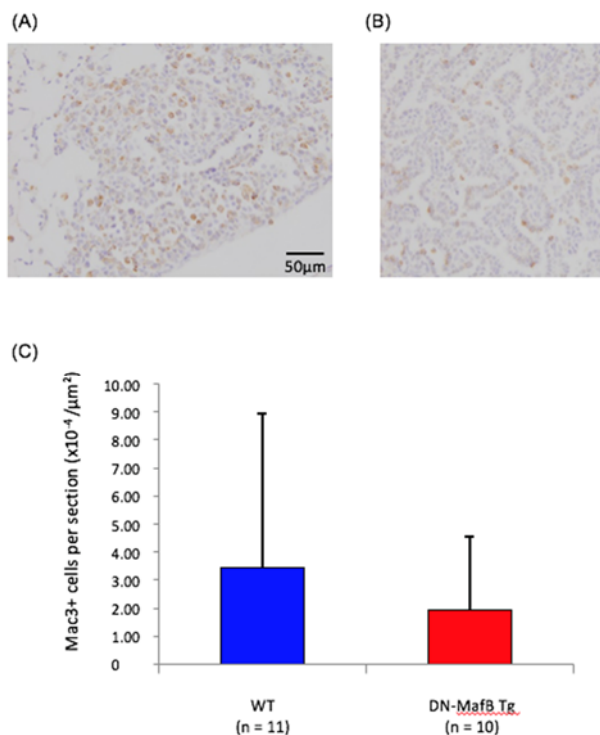 (A)
(B)
50μm
(C)
Mac3+ cells per section (x10⁻⁴/μm²)
10.00
9.00
8.00
7.00
6.00
5.00
4.00
3.00
2.00
1.00
0
WT
DN-MafB Tg
(n = 11)
(n = 10)